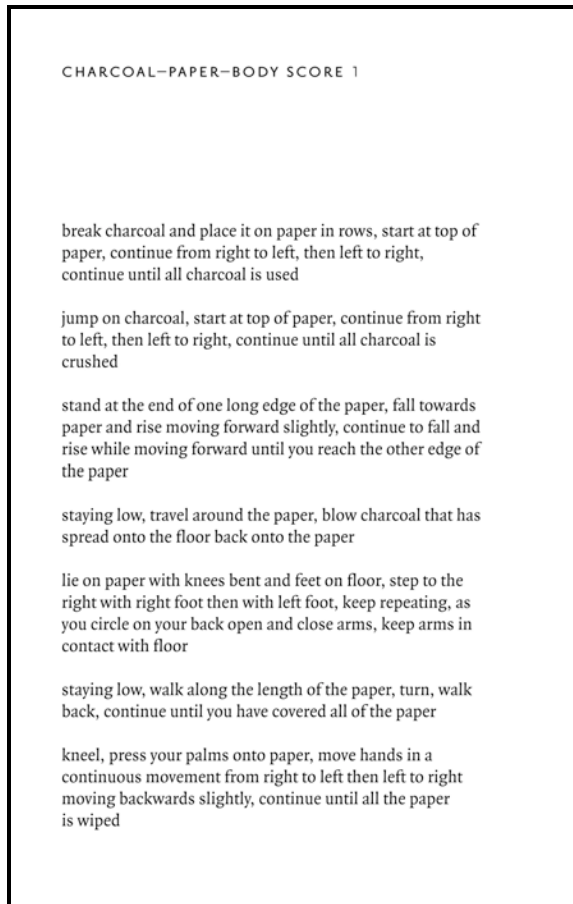 CHARCOAL–PAPER–BODY SCORE 1
break charcoal and place it on paper in rows, start at top of
paper, continue from right to left, then left to right,
continue until all charcoal is used
jump on charcoal, start at top of paper, continue from right
to left, then left to right, continue until all charcoal is
crushed
stand at the end of one long edge of the paper, fall towards
paper and rise moving forward slightly, continue to fall and
rise while moving forward until you reach the other edge of
the paper
staying low, travel around the paper, blow charcoal that has
spread onto the floor back onto the paper
lie on paper with knees bent and feet on floor, step to the
right with right foot then with left foot, keep repeating, as
you circle on your back open and close arms, keep arms in
contact with floor
staying low, walk along the length of the paper, turn, walk
back, continue until you have covered all of the paper
kneel, press your palms onto paper, move hands in a
continuous movement from right to left then left to right
moving backwards slightly, continue until all the paper
is wiped